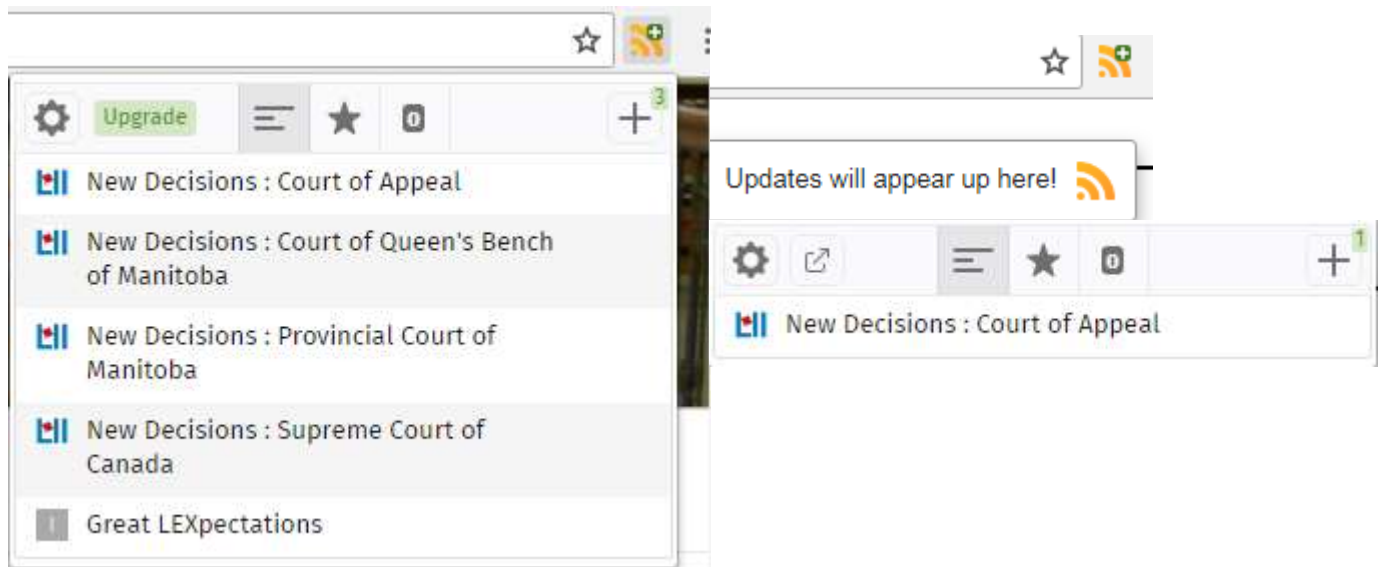 Upgrade
3
New Decisions : Court of Appeal
New Decisions : Court of Queen's Bench
of Manitoba
New Decisions : Provincial Court of
Manitoba
New Decisions : Supreme Court of
Canada
Great LEXpectations
Updates will appear up here!
1
New Decisions : Court of Appeal